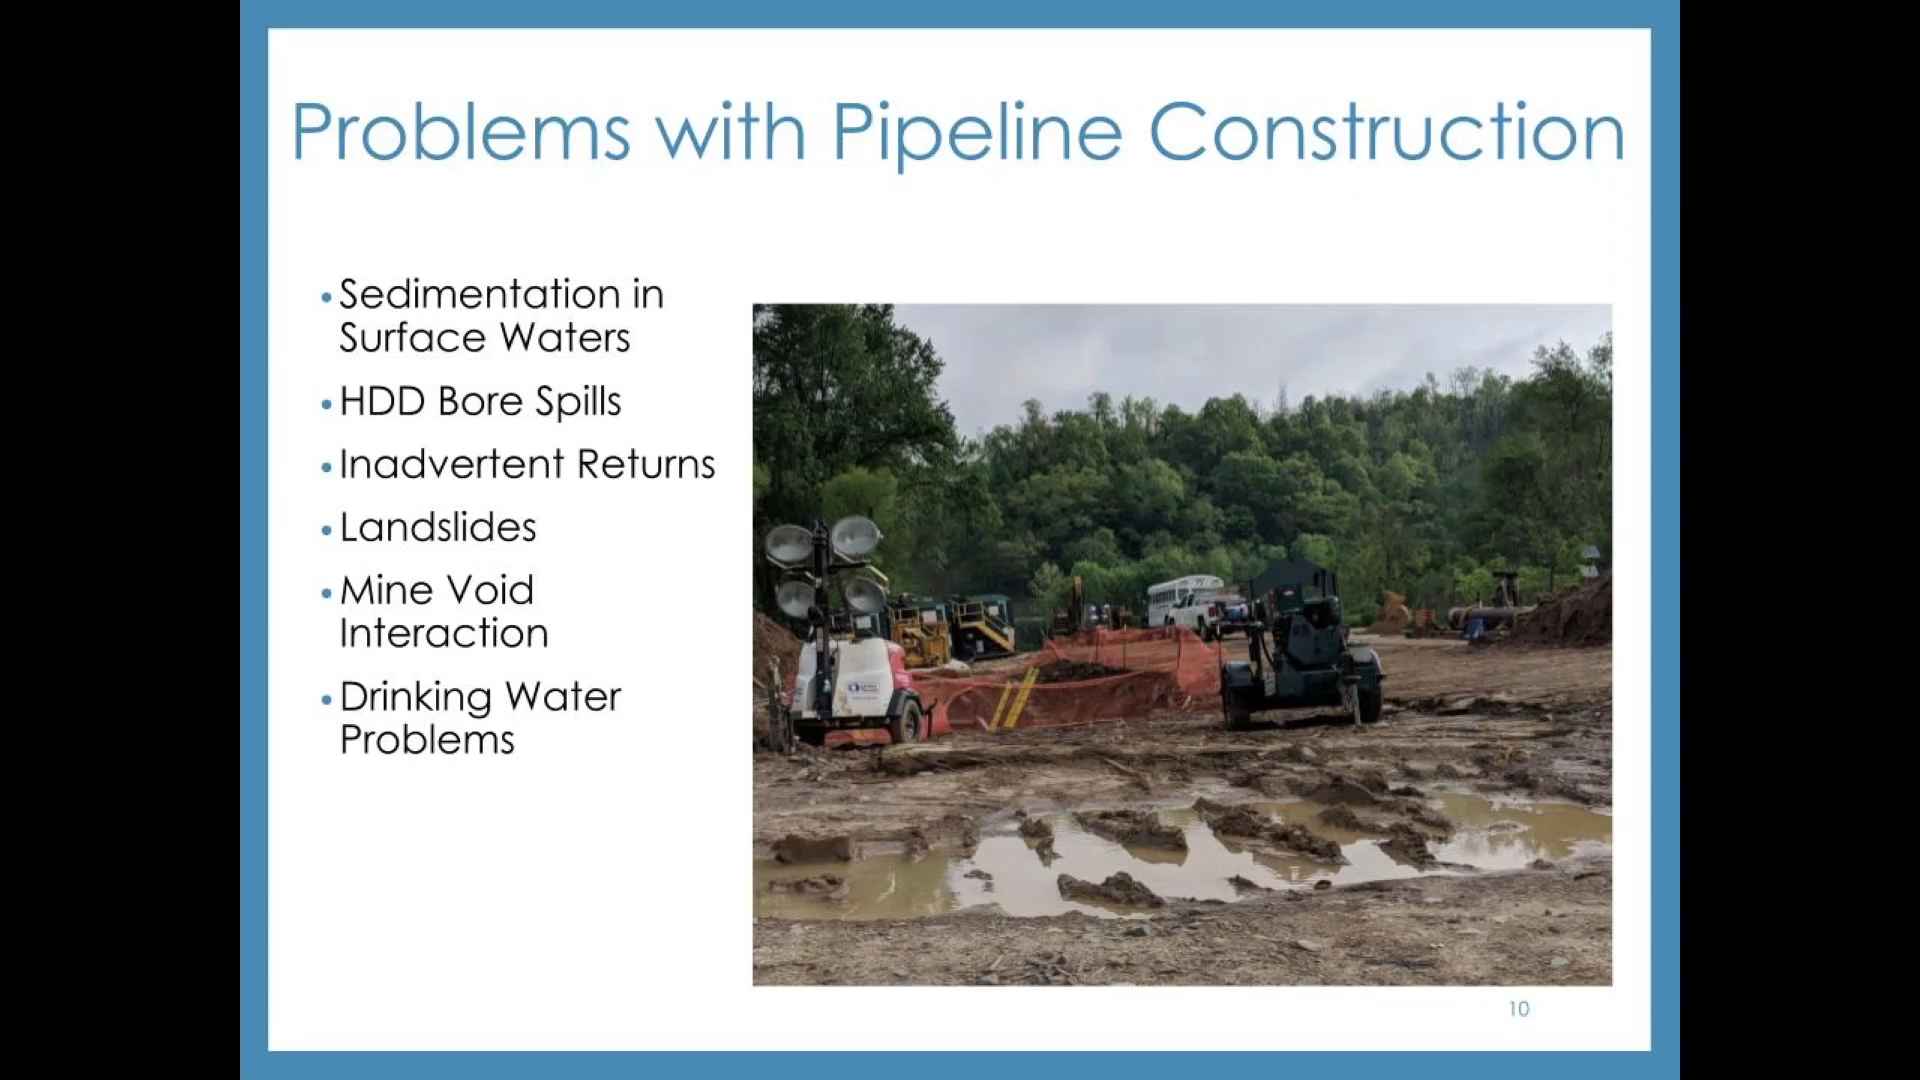 Problems with Pipeline Construction
• Sedimentation in
Surface Waters
• HDD Bore Spills
• Inadvertent Returns
• Landslides
• Mine Void
Interaction
• Drinking Water
Problems
10